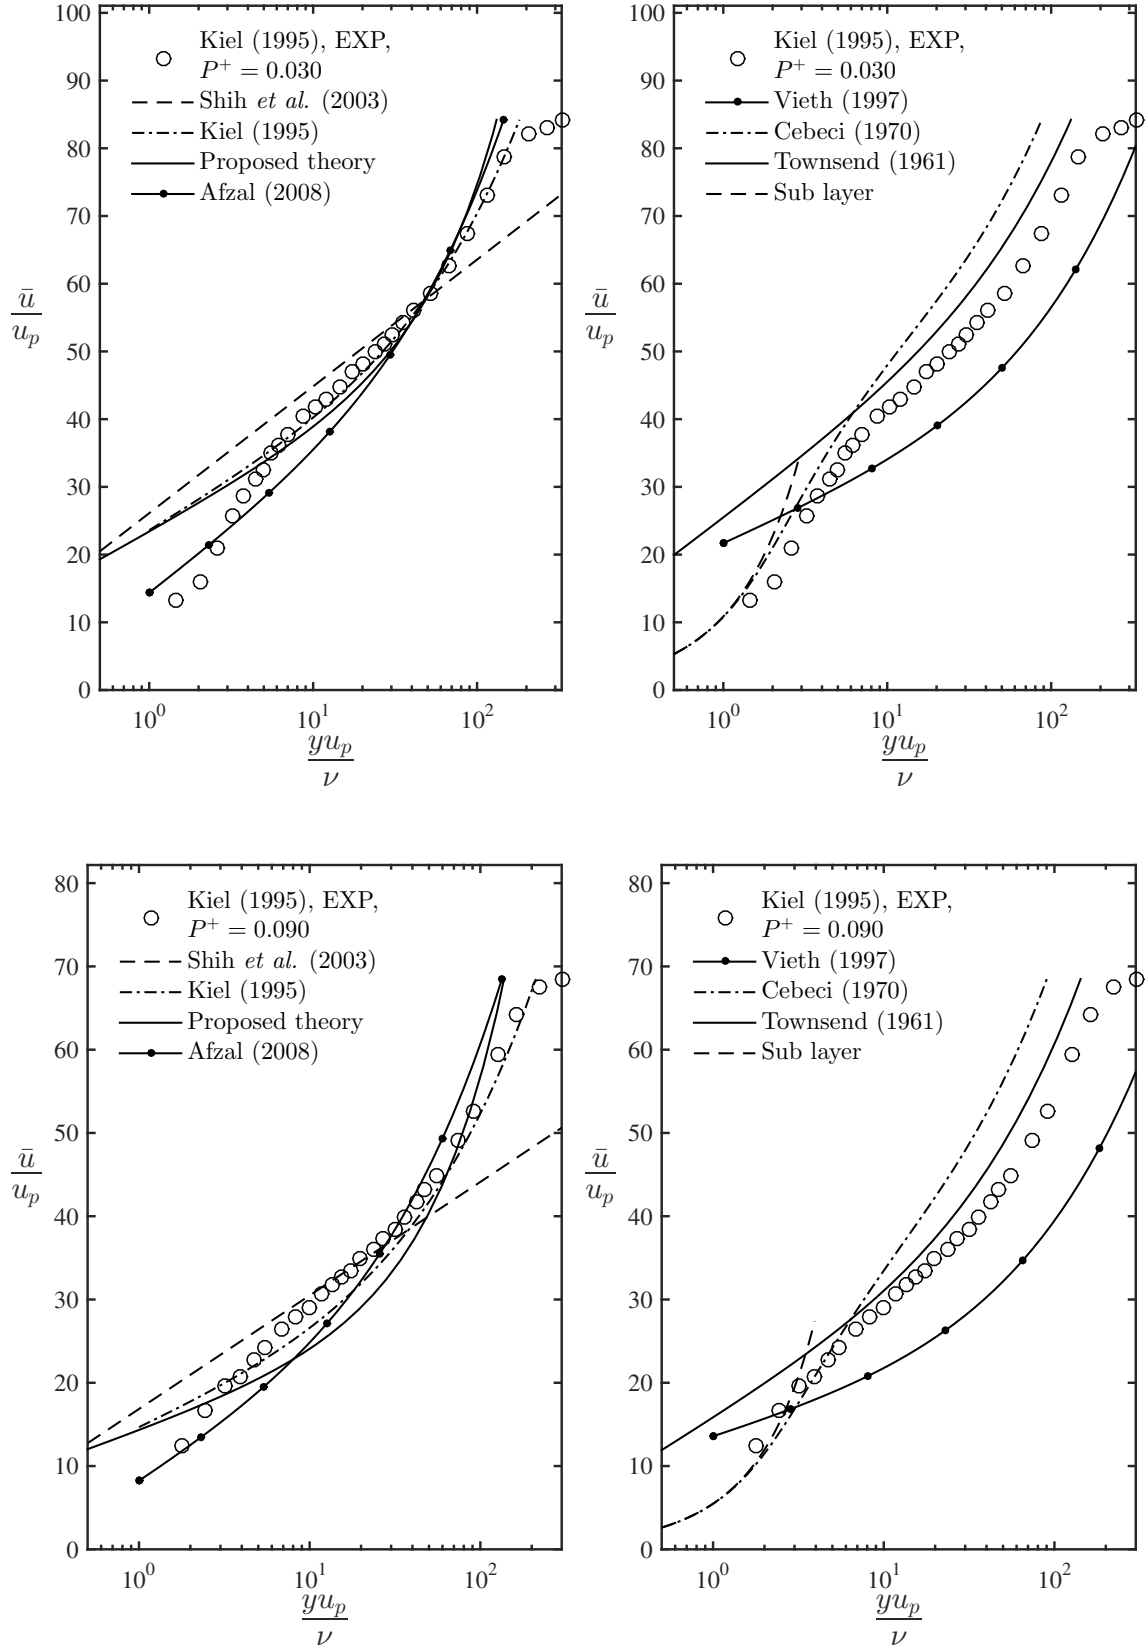 100
90
80
70
60
50
40
30
20
10
0
Kiel (1995), EXP,
P⁺ = 0.030
Shih et al. (2003)
Kiel (1995)
Proposed theory
Afzal (2008)
ū
u_p
10⁰
10¹
10²
yu_p
ν
100
90
80
70
60
50
40
30
20
10
0
Kiel (1995), EXP,
P⁺ = 0.030
Vieth (1997)
Cebeci (1970)
Townsend (1961)
Sub layer
ū
u_p
10⁰
10¹
10²
yu_p
ν
80
70
60
50
40
30
20
10
0
Kiel (1995), EXP,
P⁺ = 0.090
Shih et al. (2003)
Kiel (1995)
Proposed theory
Afzal (2008)
ū
u_p
10⁰
10¹
10²
yu_p
ν
80
70
60
50
40
30
20
10
0
Kiel (1995), EXP,
P⁺ = 0.090
Vieth (1997)
Cebeci (1970)
Townsend (1961)
Sub layer
ū
u_p
10⁰
10¹
10²
yu_p
ν